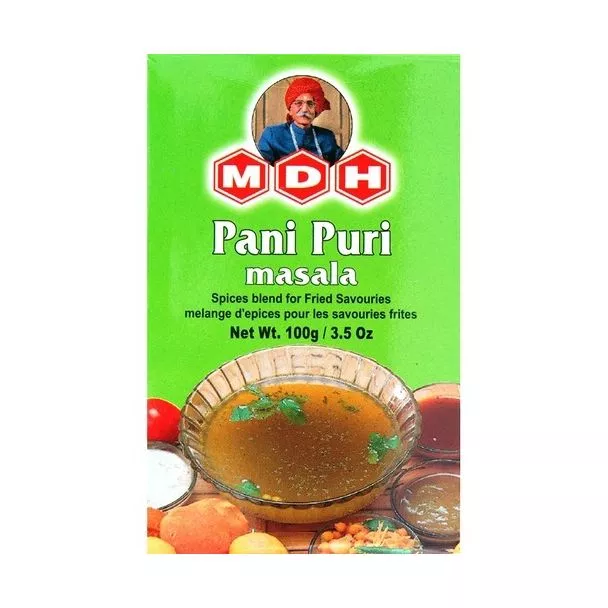 MDH
Pani Puri
masala
Spices blend for Fried Savouries
melange d'epices pour les savouries frites
Net Wt. 100g / 3.5 Oz